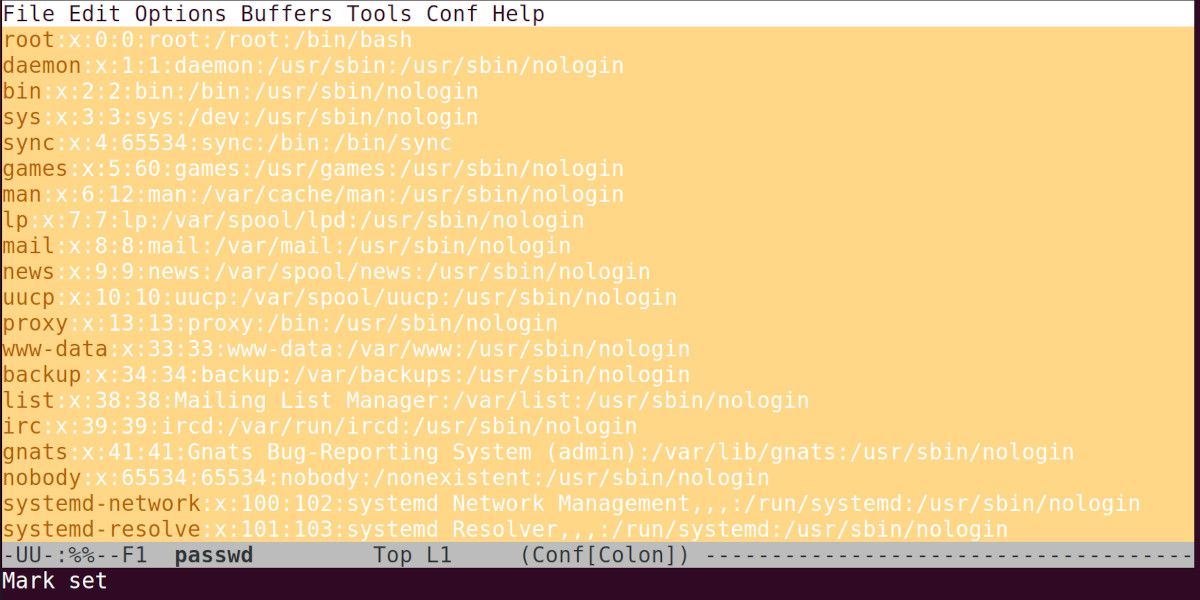 File Edit Options Buffers Tools Conf Help
root:x:0:0:root:/root:/bin/bash
daemon:x:1:1:daemon:/usr/sbin:/usr/sbin/nologin
bin:x:2:2:bin:/bin:/usr/sbin/nologin
sys:x:3:3:sys:/dev:/usr/sbin/nologin
sync:x:4:65534:sync:/bin:/bin/sync
games:x:5:60:games:/usr/games:/usr/sbin/nologin
man:x:6:12:man:/var/cache/man:/usr/sbin/nologin
lp:x:7:7:lp:/var/spool/lpd:/usr/sbin/nologin
mail:x:8:8:mail:/var/mail:/usr/sbin/nologin
news:x:9:9:news:/var/spool/news:/usr/sbin/nologin
uucp:x:10:10:uucp:/var/spool/uucp:/usr/sbin/nologin
proxy:x:13:13:proxy:/bin:/usr/sbin/nologin
www-data:x:33:33:www-data:/var/www:/usr/sbin/nologin
backup:x:34:34:backup:/var/backups:/usr/sbin/nologin
list:x:38:38:Mailing List Manager:/var/list:/usr/sbin/nologin
irc:x:39:39:ircd:/var/run/ircd:/usr/sbin/nologin
gnats:x:41:41:Gnats Bug-Reporting System (admin):/var/lib/gnats:/usr/sbin/nologin
nobody:x:65534:65534:nobody:/nonexistent:/usr/sbin/nologin
systemd-network:x:100:102:systemd Network Management,,,:/run/systemd:/usr/sbin/nologin
systemd-resolve:x:101:103:systemd Resolver,,,:/run/systemd:/usr/sbin/nologin
-UU-:%%--F1  passwd         Top L1     (Conf[Colon]) -------------------------------------
Mark set